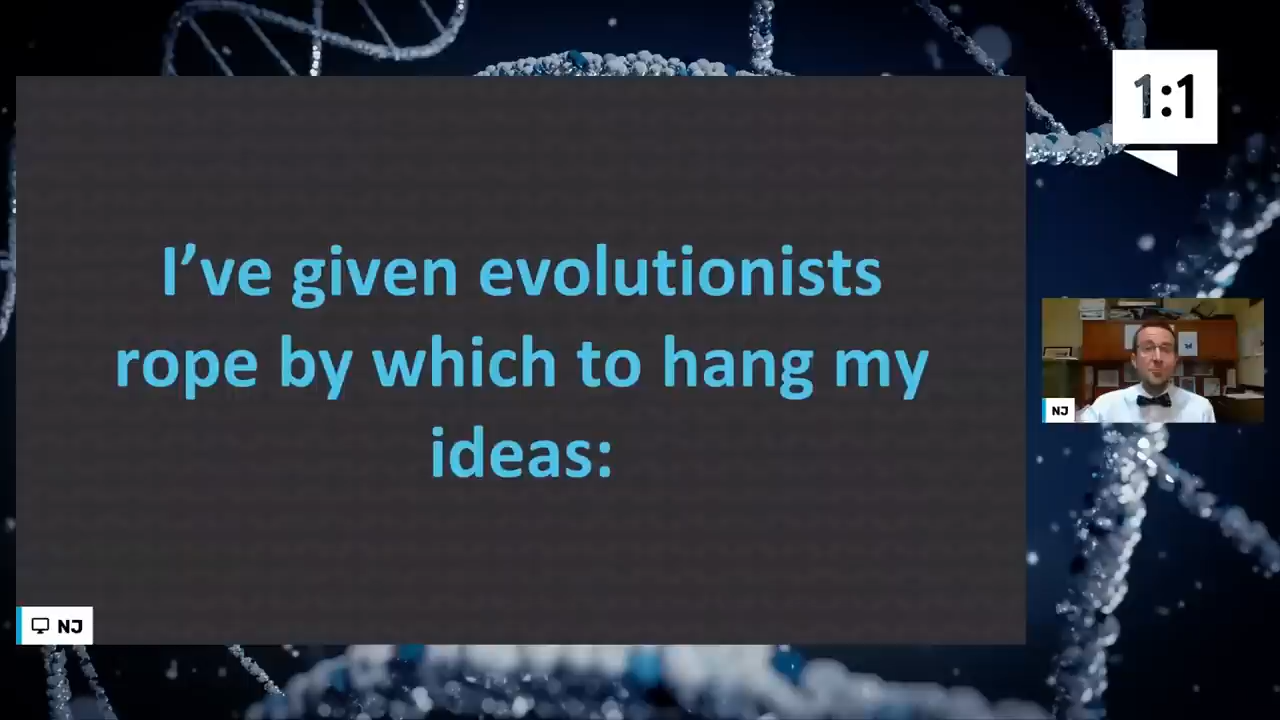 1:1
I've given evolutionists
rope by which to hang my
ideas:
NJ
NJ